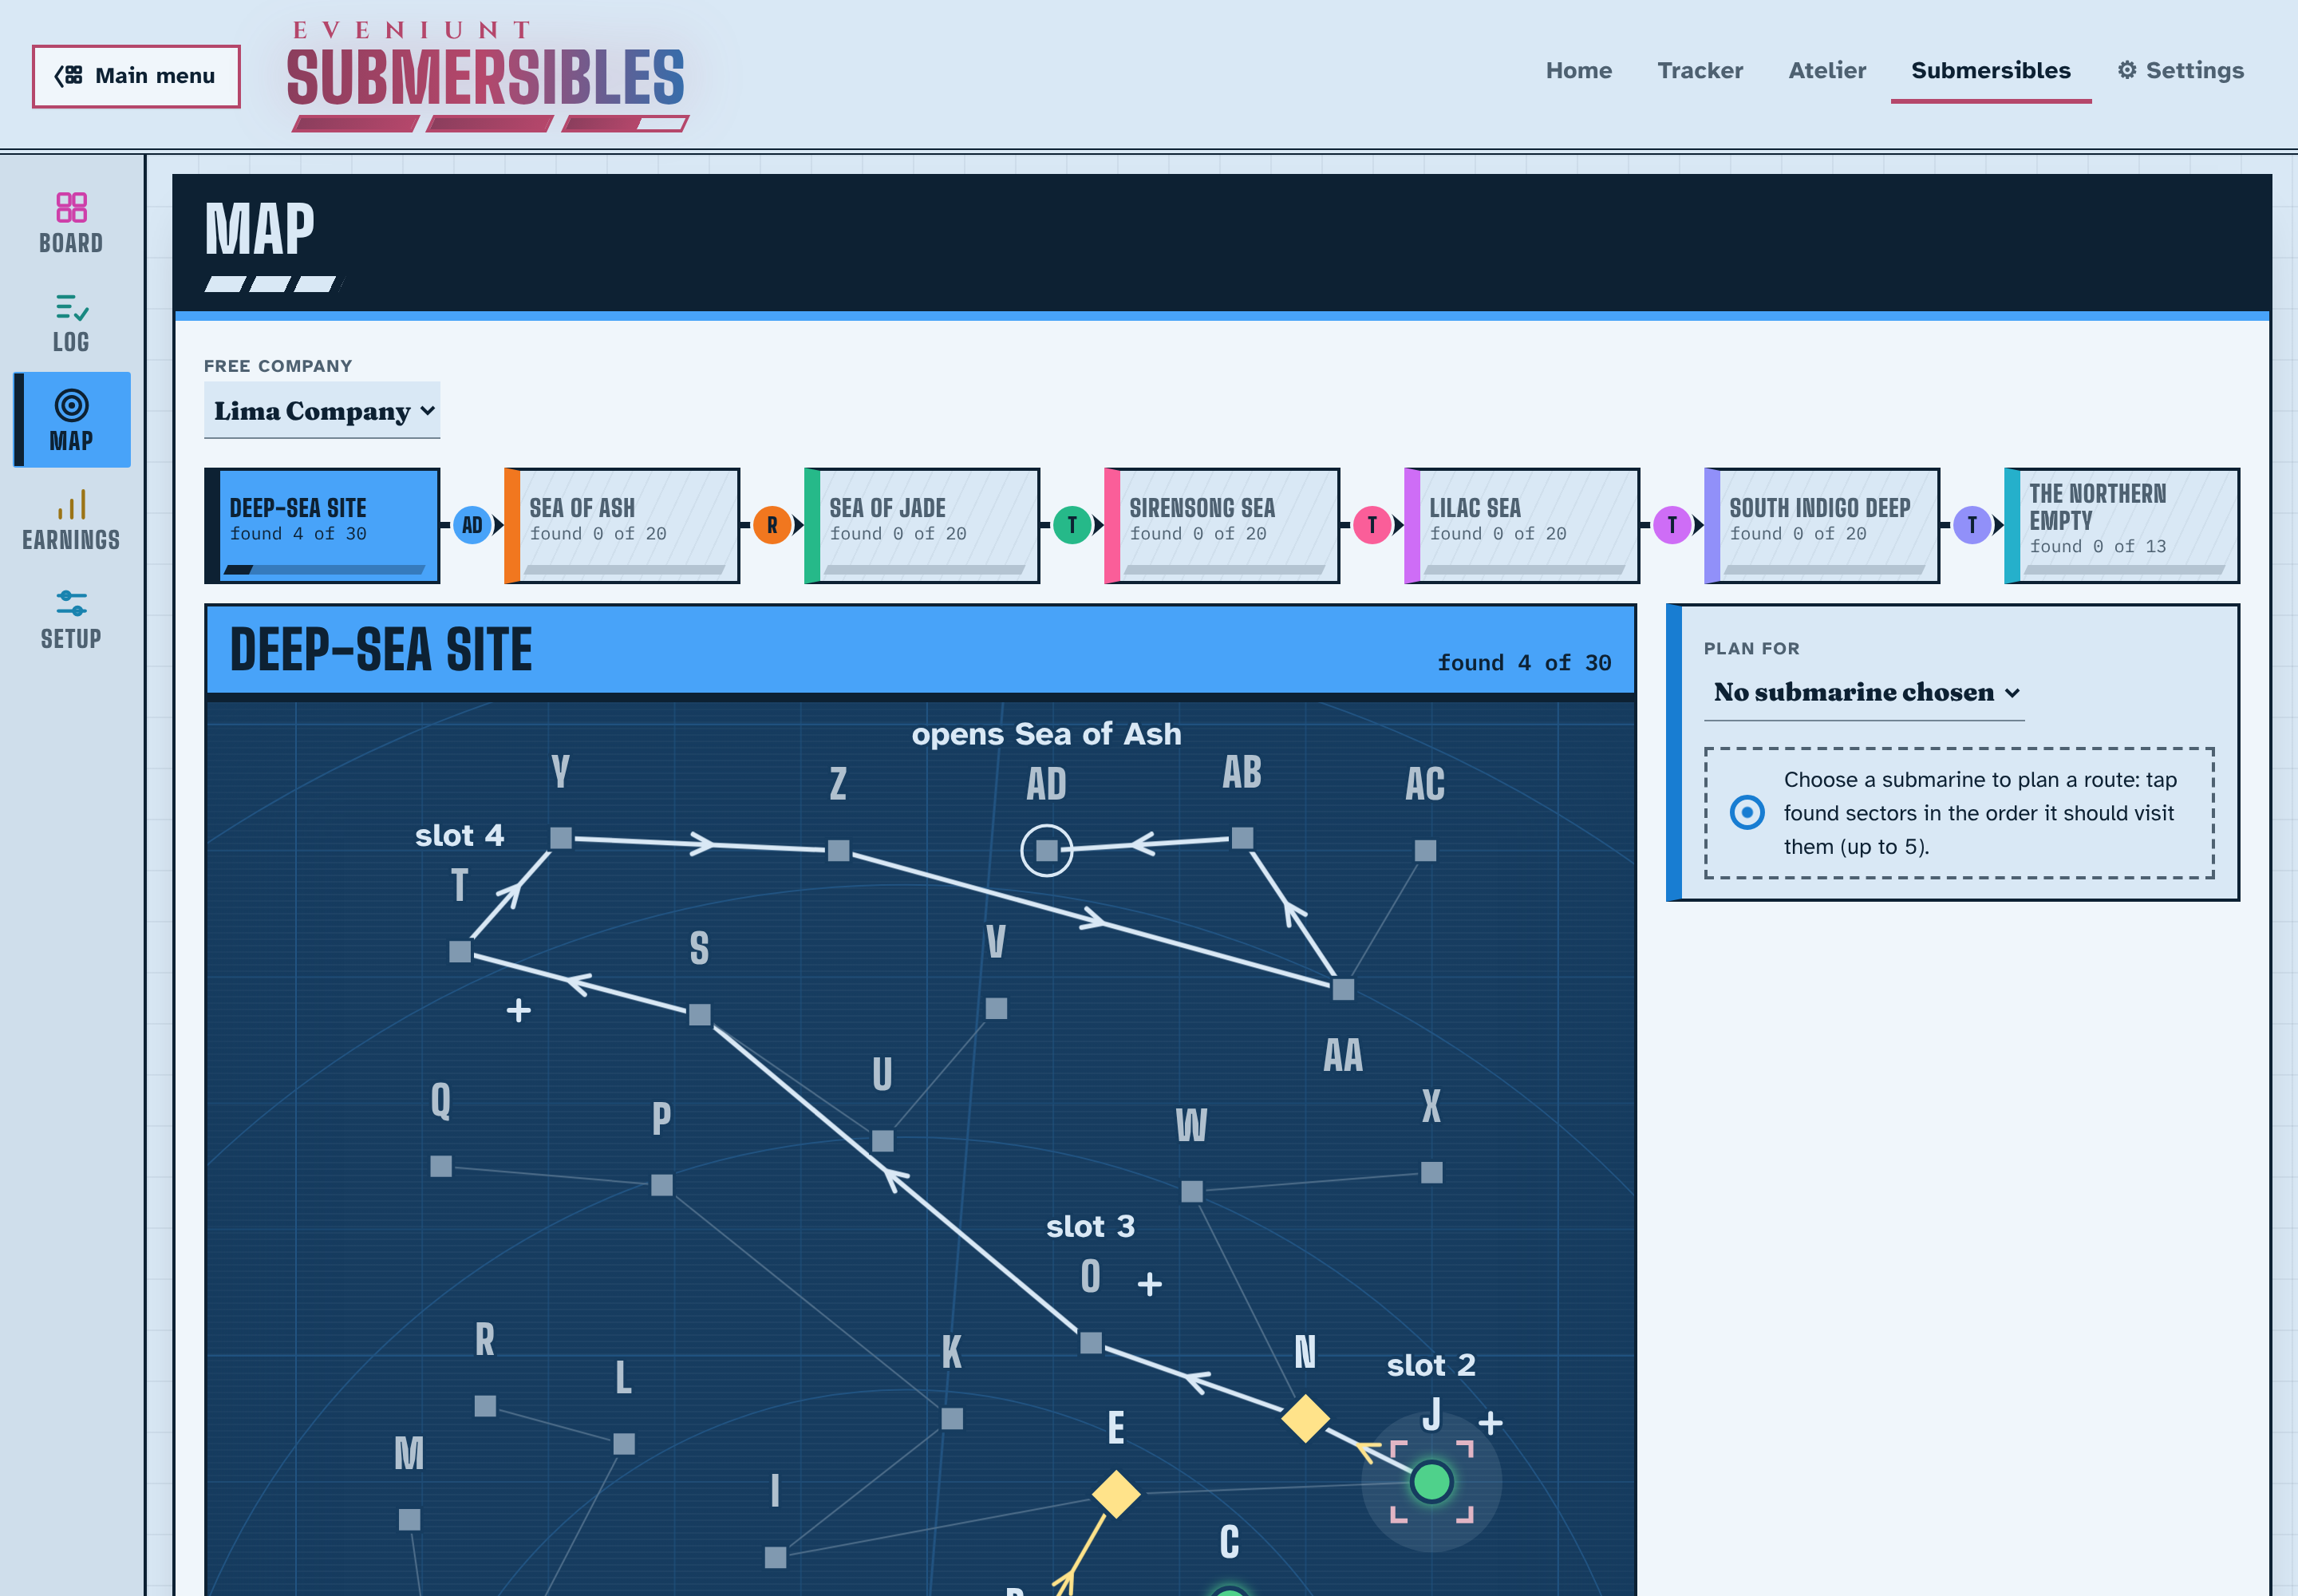 Main menu
EVENIUNT
SUBMERSIBLES
Home
Tracker
Atelier
Submersibles
⚙ Settings
BOARD
LOG
MAP
EARNINGS
SETUP
MAP
FREE COMPANY
Lima Company
DEEP-SEA SITE
found 4 of 30
AD
SEA OF ASH
found 0 of 20
R
SEA OF JADE
found 0 of 20
T
SIRENSONG SEA
found 0 of 20
T
LILAC SEA
found 0 of 20
T
SOUTH INDIGO DEEP
found 0 of 20
T
THE NORTHERN
EMPTY
found 0 of 13
DEEP-SEA SITE
found 4 of 30
PLAN FOR
No submarine chosen
Choose a submarine to plan a route: tap
found sectors in the order it should visit
them (up to 5).
opens Sea of Ash
Y
Z
AD
AB
AC
slot 4
T
S
V
AA
U
Q
P
W
X
slot 3
O
+
+
R
L
K
N
slot 2
J
+
M
E
I
C